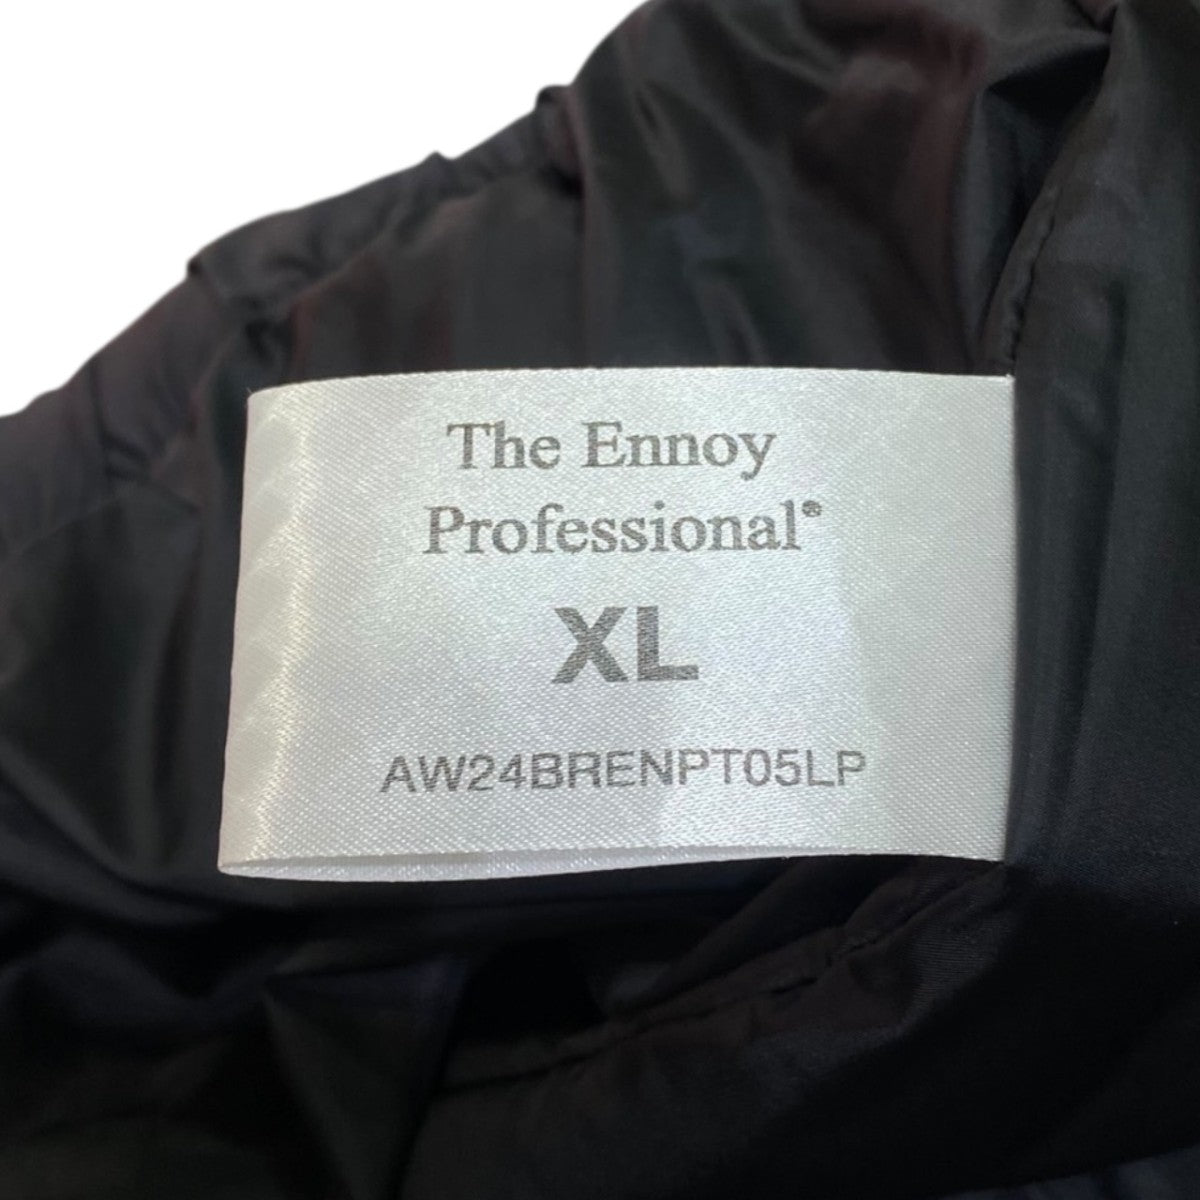 The Ennoy
Professional®
XL
AW24BRENPT05LP